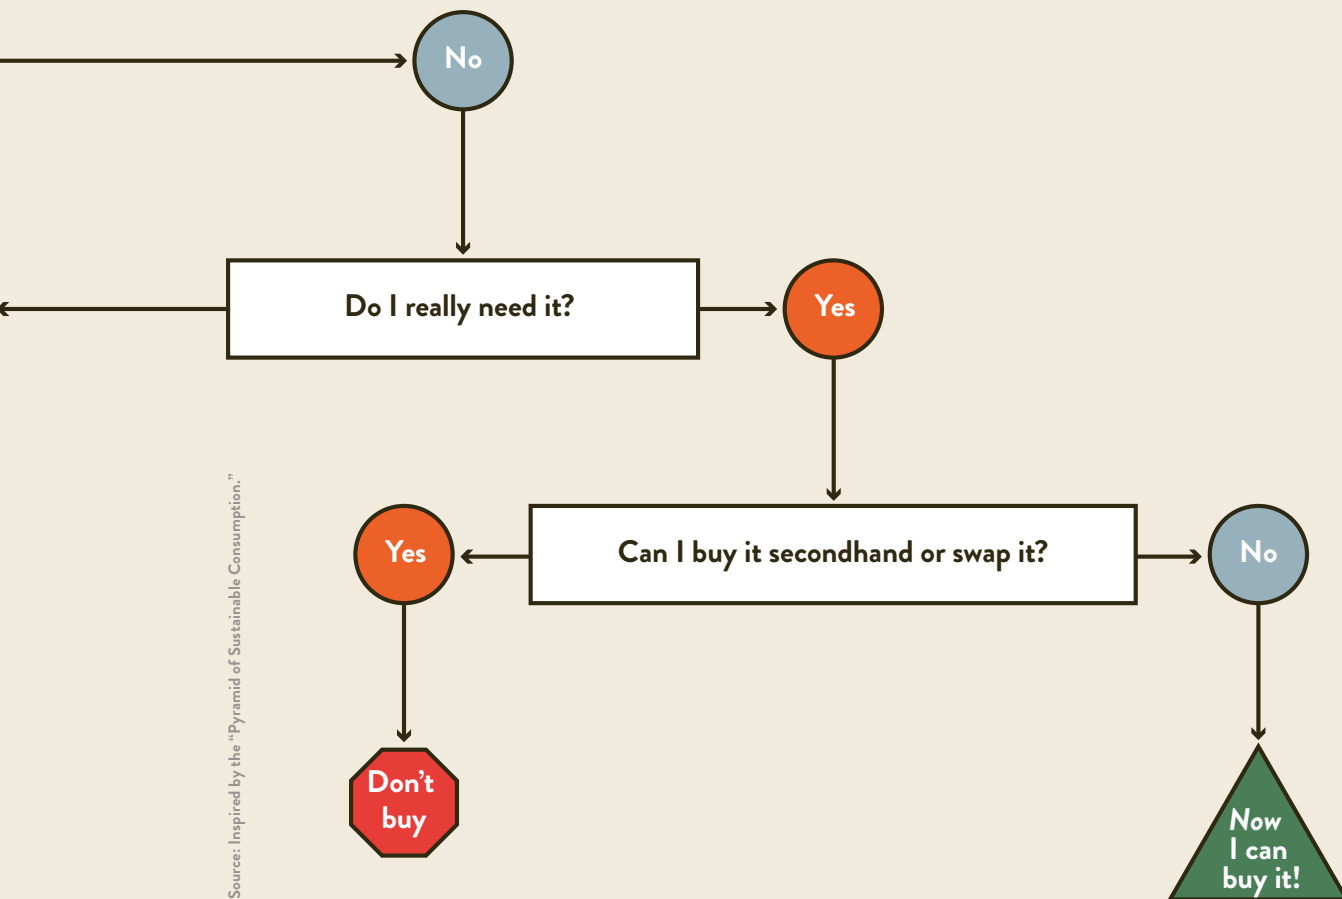 No
Do I really need it?
Yes
Yes
Can I buy it secondhand or swap it?
No
Don’t
buy
Now
I can
buy it!
Source: Inspired by the “Pyramid of Sustainable Consumption.”